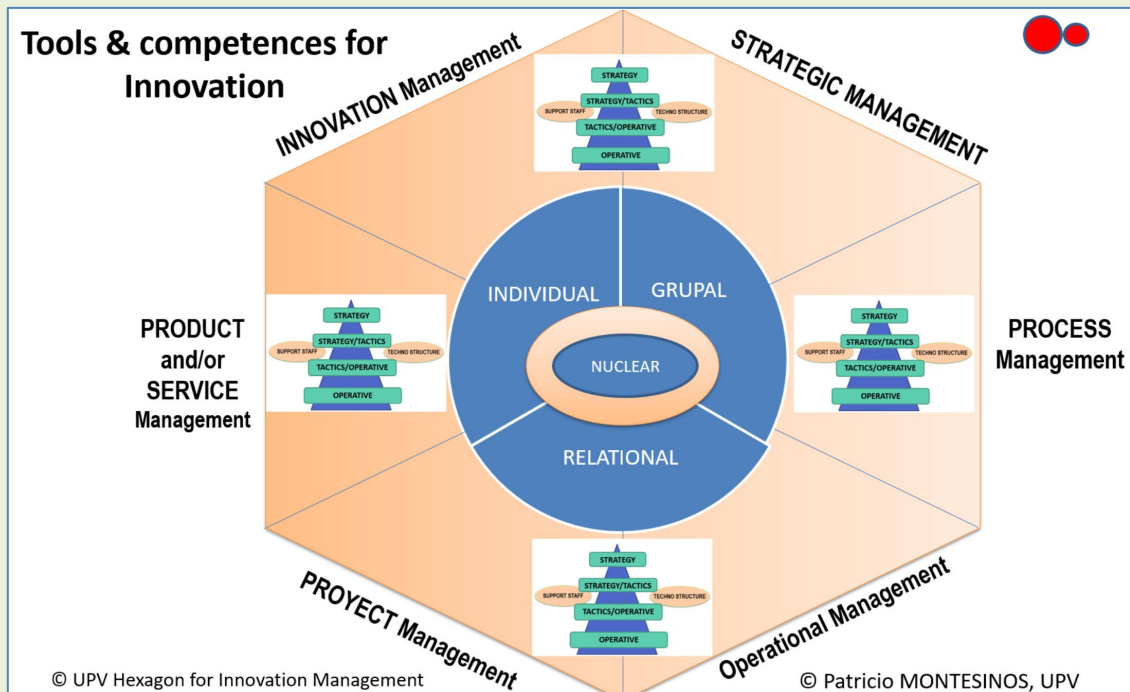 Tools & competences for
Innovation
INNOVATION Management
STRATEGIC MANAGEMENT
STRATEGY
STRATEGY/TACTICS
SUPPORT STAFF
TECHNO STRUCTURE
TACTICS/OPERATIVE
OPERATIVE
INDIVIDUAL
GRUPAL
NUCLEAR
RELATIONAL
PRODUCT
and/or
SERVICE
Management
STRATEGY
STRATEGY/TACTICS
SUPPORT STAFF
TECHNO STRUCTURE
TACTICS/OPERATIVE
OPERATIVE
STRATEGY
STRATEGY/TACTICS
SUPPORT STAFF
TECHNO STRUCTURE
TACTICS/OPERATIVE
OPERATIVE
PROCESS
Management
STRATEGY
STRATEGY/TACTICS
SUPPORT STAFF
TECHNO STRUCTURE
TACTICS/OPERATIVE
OPERATIVE
PROYECT Management
Operational Management
© UPV Hexagon for Innovation Management
© Patricio MONTESINOS, UPV